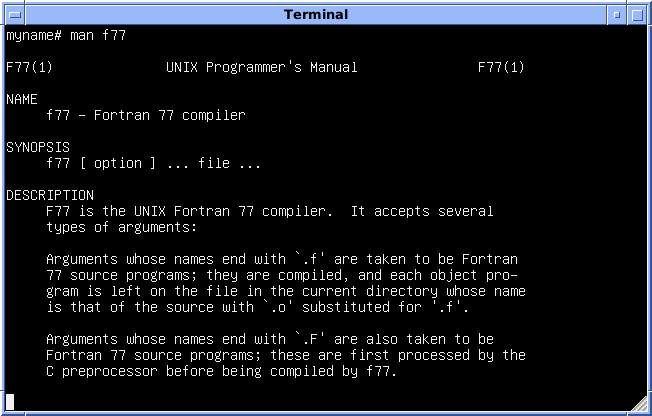 Terminal
myname# man f77
F77(1) UNIX Programmer's Manual F77(1)
NAME
f77 - Fortran 77 compiler
SYNOPSIS
f77 [ option ] ... file ...
DESCRIPTION
F77 is the UNIX Fortran 77 compiler. It accepts several
types of arguments:
Arguments whose names end with `.f' are taken to be Fortran
77 source programs; they are compiled, and each object pro-
gram is left on the file in the current directory whose name
is that of the source with `.o' substituted for '.f'.
Arguments whose names end with `.F' are also taken to be
Fortran 77 source programs; these are first processed by the
C preprocessor before being compiled by f77.